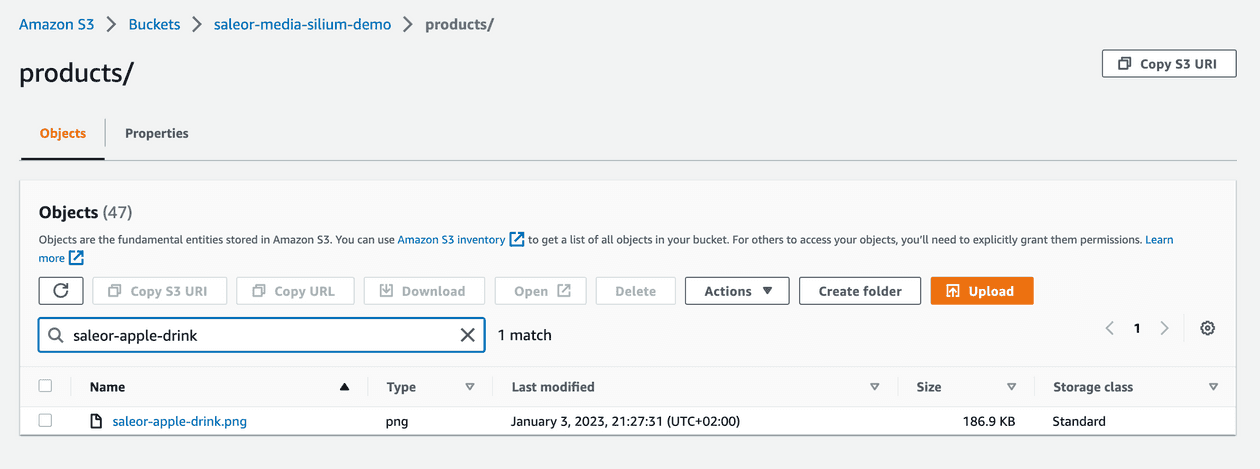 Amazon S3 > Buckets > saleor-media-silium-demo > products/
products/
Copy S3 URI
Objects
Properties
Objects (47)
Objects are the fundamental entities stored in Amazon S3. You can use Amazon S3 inventory to get a list of all objects in your bucket. For others to access your objects, you'll need to explicitly grant them permissions. Learn
more
Copy S3 URI Copy URL Download Open Delete Actions Create folder Upload
saleor-apple-drink 1 match 1
Name Type Last modified Size Storage class
saleor-apple-drink.png png January 3, 2023, 21:27:31 (UTC+02:00) 186.9 KB Standard